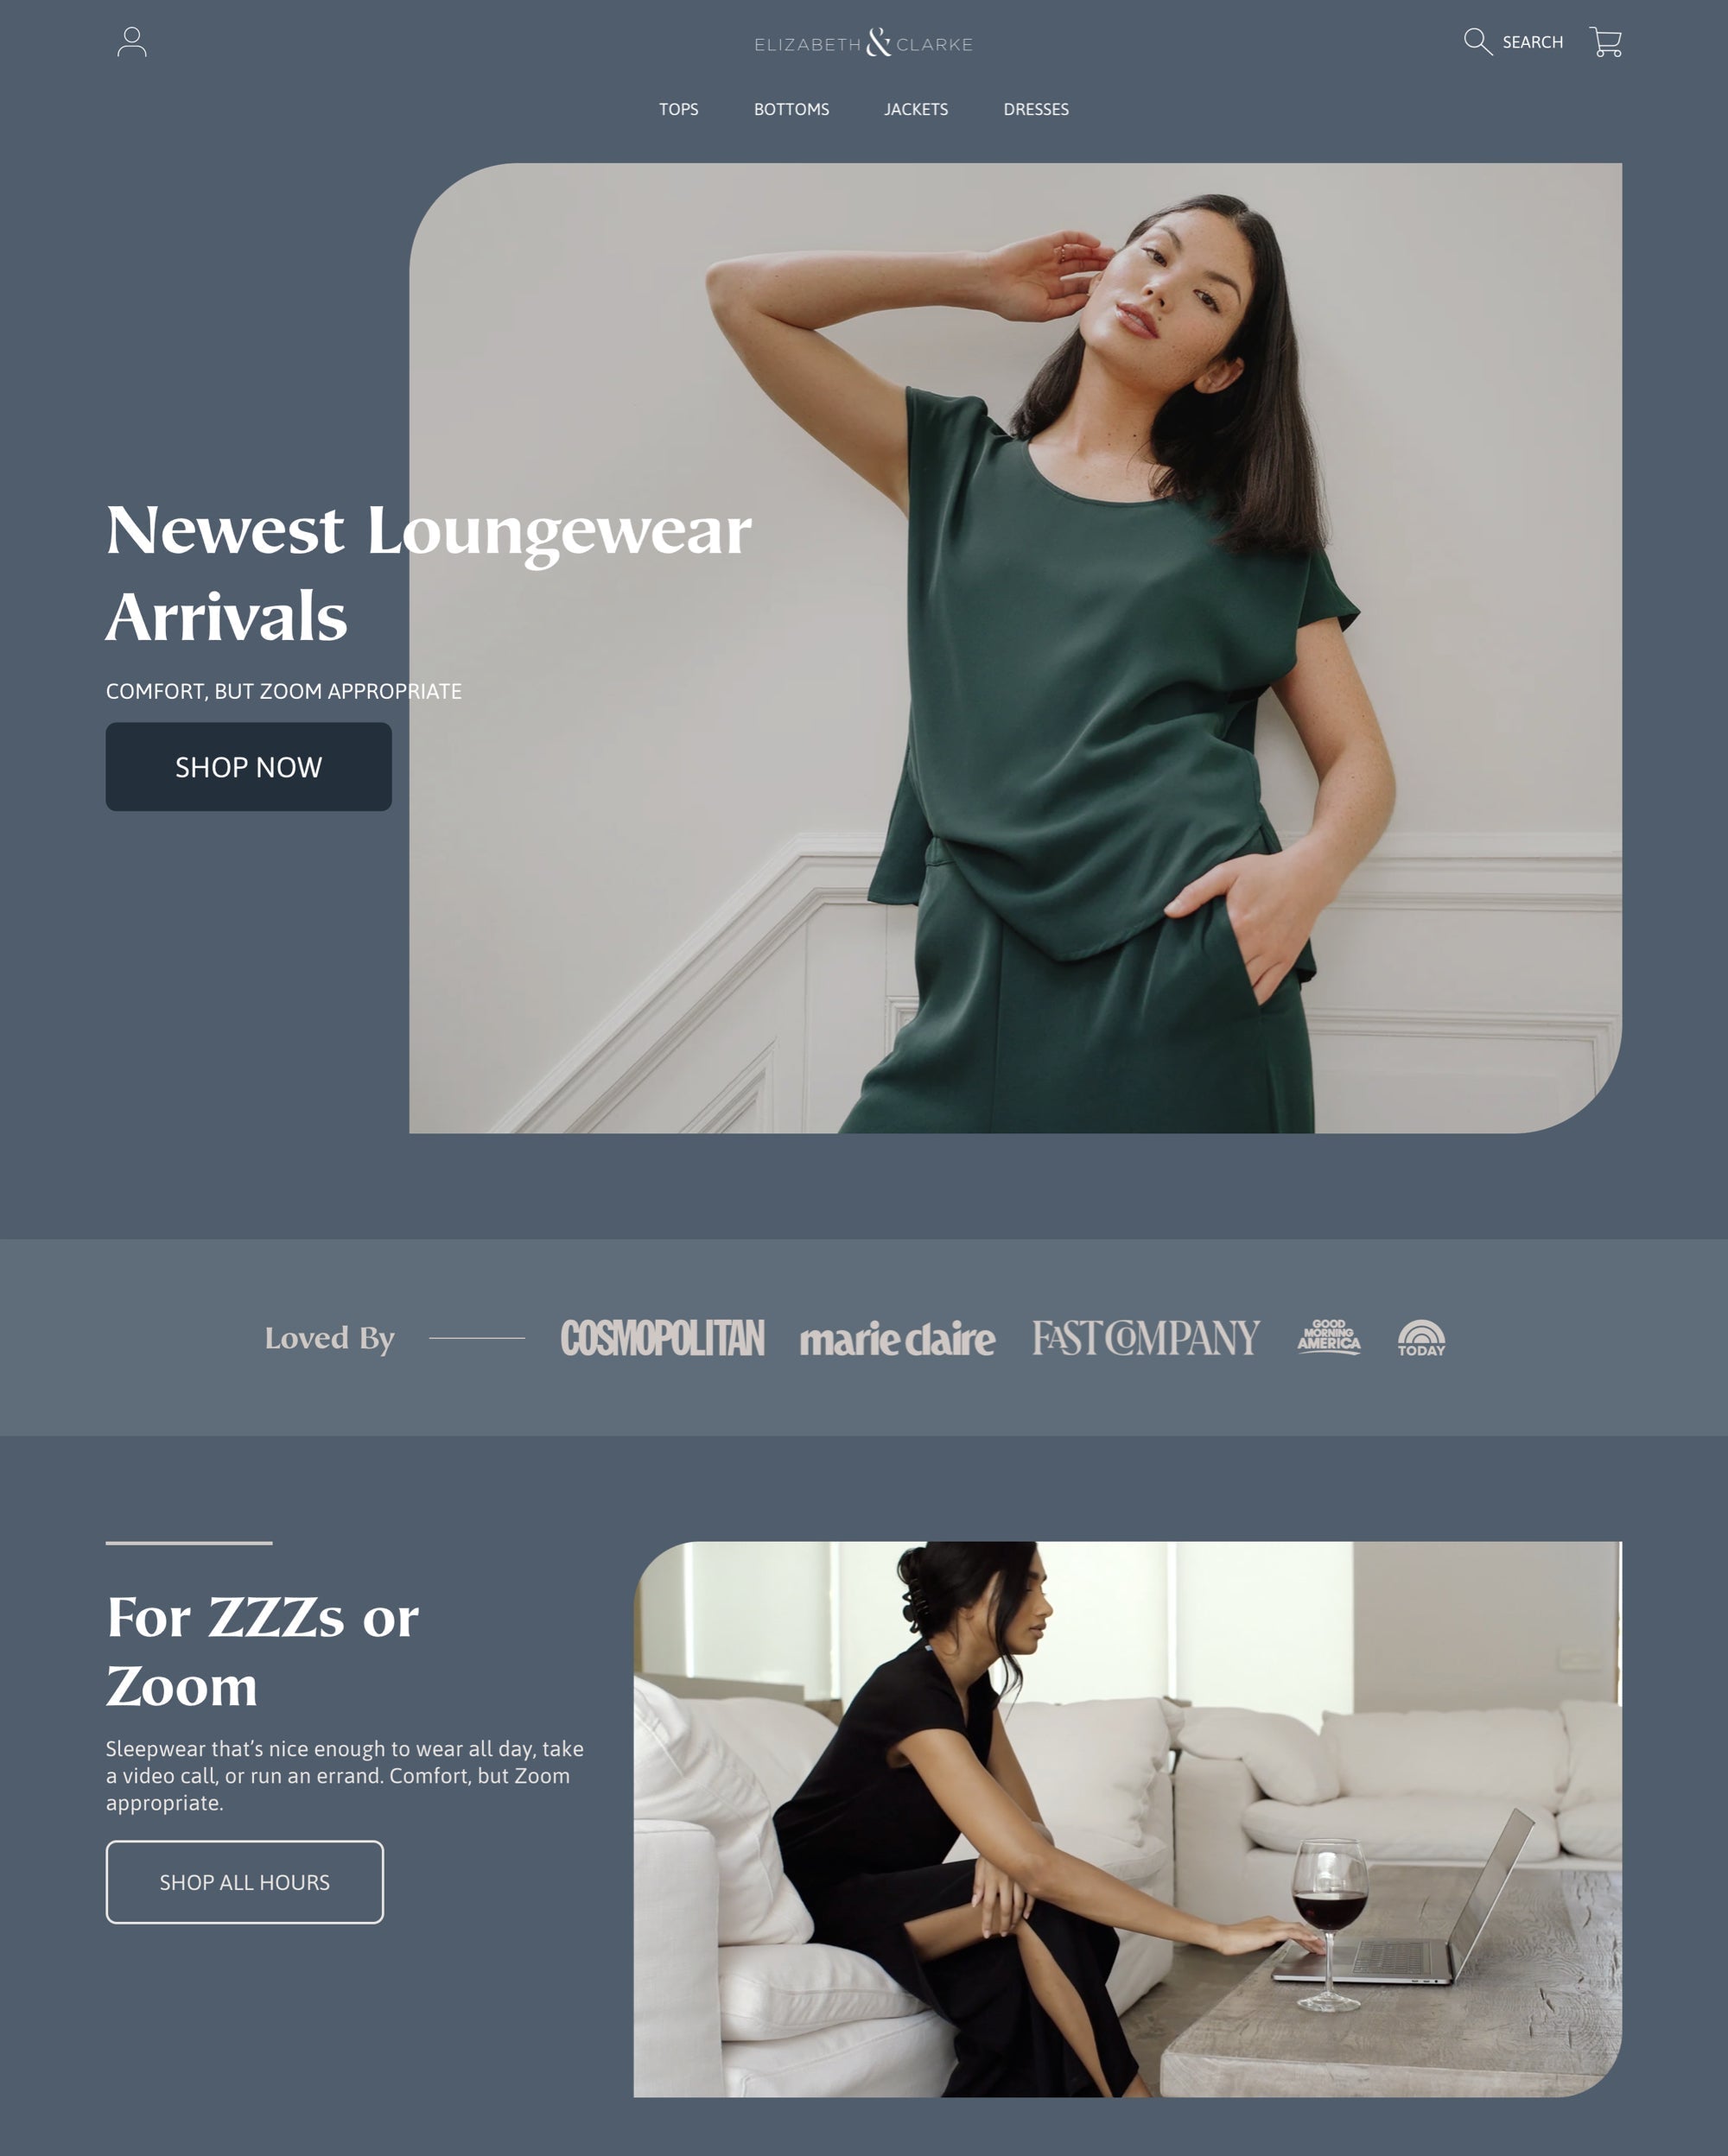 ELIZABETH & CLARKE
SEARCH
TOPS BOTTOMS JACKETS DRESSES
Newest Loungewear
Arrivals
COMFORT, BUT ZOOM APPROPRIATE
SHOP NOW
Loved By COSMOPOLITAN marie claire FAST COMPANY GOOD MORNING AMERICA TODAY
For ZZZs or
Zoom
Sleepwear that’s nice enough to wear all day, take
a video call, or run an errand. Comfort, but Zoom
appropriate.
SHOP ALL HOURS